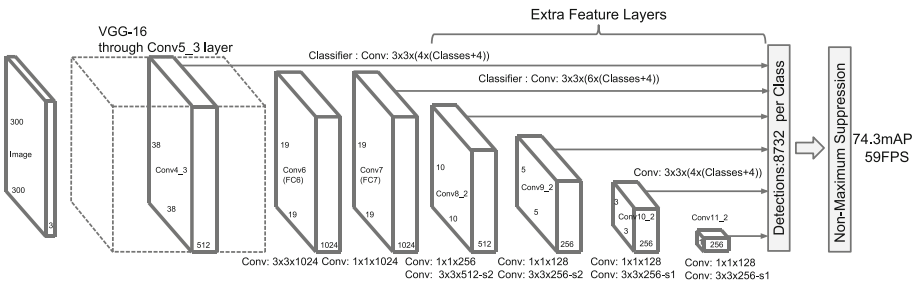 Extra Feature Layers
VGG-16
through Conv5_3 layer
Classifier : Conv: 3x3x(4x(Classes+4))
Classifier : Conv: 3x3x(6x(Classes+4))
300
Image
300
3
38
Conv4_3
38
512
19
Conv6
(FC6)
19
1024
19
Conv7
(FC7)
19
1024
10
Conv8_2
10
512
5
Conv9_2
5
256
Conv: 3x3x(4x(Classes+4))
3
Conv10_2
3
256
Conv11_2
1
256
Detections:8732 per Class
Non-Maximum Suppression
74.3mAP
59FPS
Conv: 3x3x1024
Conv: 1x1x1024
Conv: 1x1x256
Conv: 3x3x512-s2
Conv: 1x1x128
Conv: 3x3x256-s2
Conv: 1x1x128
Conv: 3x3x256-s1
Conv: 1x1x128
Conv: 3x3x256-s1